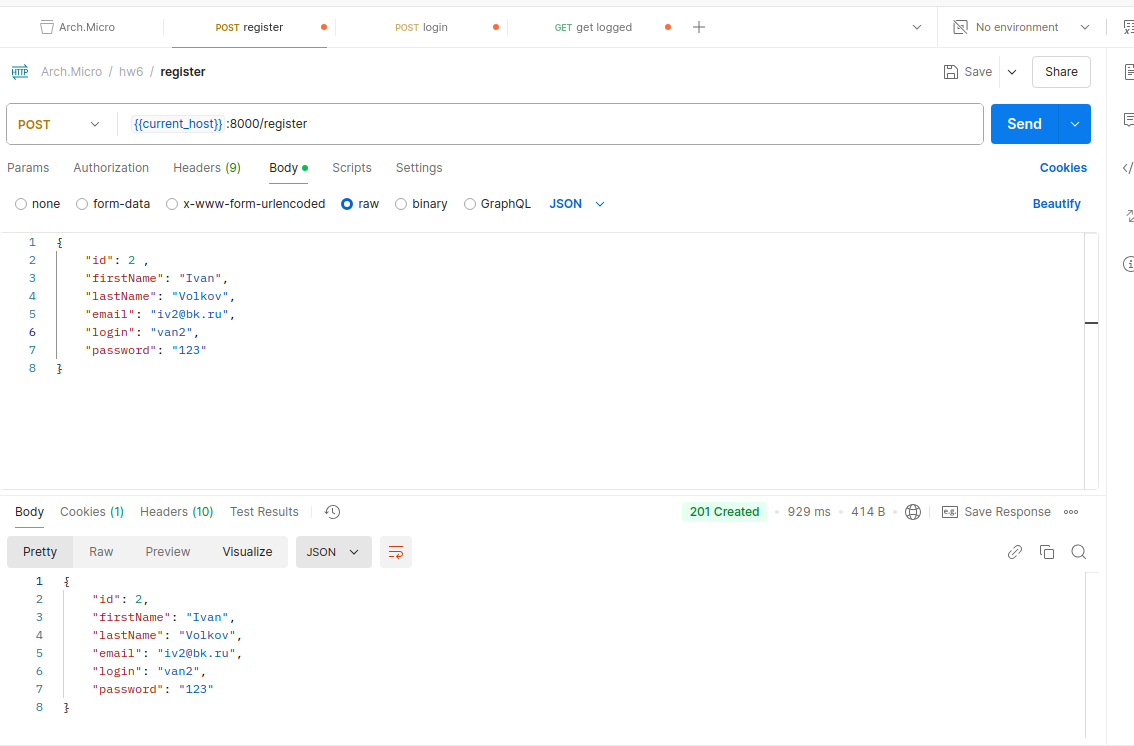 Arch.Micro POST register POST login GET get logged No environment
HTTP Arch.Micro / hw6 / register Save Share
POST {{current_host}} :8000/register Send
Params Authorization Headers (9) Body Scripts Settings Cookies
none form-data x-www-form-urlencoded raw binary GraphQL JSON Beautify
1 {
2 "id": 2 ,
3 "firstName": "Ivan",
4 "lastName": "Volkov",
5 "email": "iv2@bk.ru",
6 "login": "van2",
7 "password": "123"
8 }
Body Cookies (1) Headers (10) Test Results 201 Created 929 ms 414 B e.g. Save Response
Pretty Raw Preview Visualize JSON
1 {
2 "id": 2,
3 "firstName": "Ivan",
4 "lastName": "Volkov",
5 "email": "iv2@bk.ru",
6 "login": "van2",
7 "password": "123"
8 }